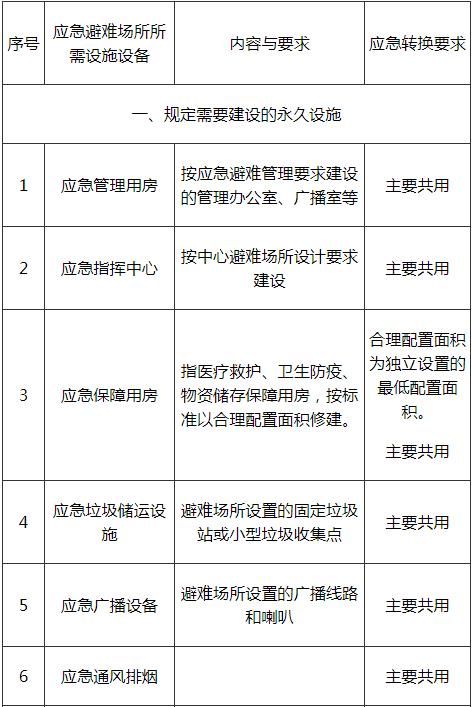 序号
应急避难场所所
需设施设备
内容与要求
应急转换要求
一、规定需要建设的永久设施
1
应急管理用房
按应急避难管理要求建设
的管理办公室、广播室等
主要共用
2
应急指挥中心
按中心避难场所设计要求
建设
主要共用
3
应急保障用房
指医疗救护、卫生防疫、
物资储存保障用房，按标
准以合理配置面积修建。
合理配置面积
为独立设置的
最低配置面
积。
主要共用
4
应急垃圾储运设
施
避难场所设置的固定垃圾
站或小型垃圾收集点
主要共用
5
应急广播设备
避难场所设置的广播线路
和喇叭
主要共用
6
应急通风排烟
主要共用